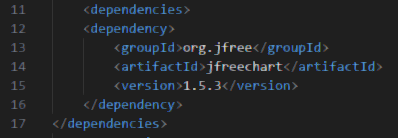 11 <dependencies>
12 <dependency>
13 <groupId>org.jfree</groupId>
14 <artifactId>jfreechart</artifactId>
15 <version>1.5.3</version>
16 </dependency>
17 </dependencies>